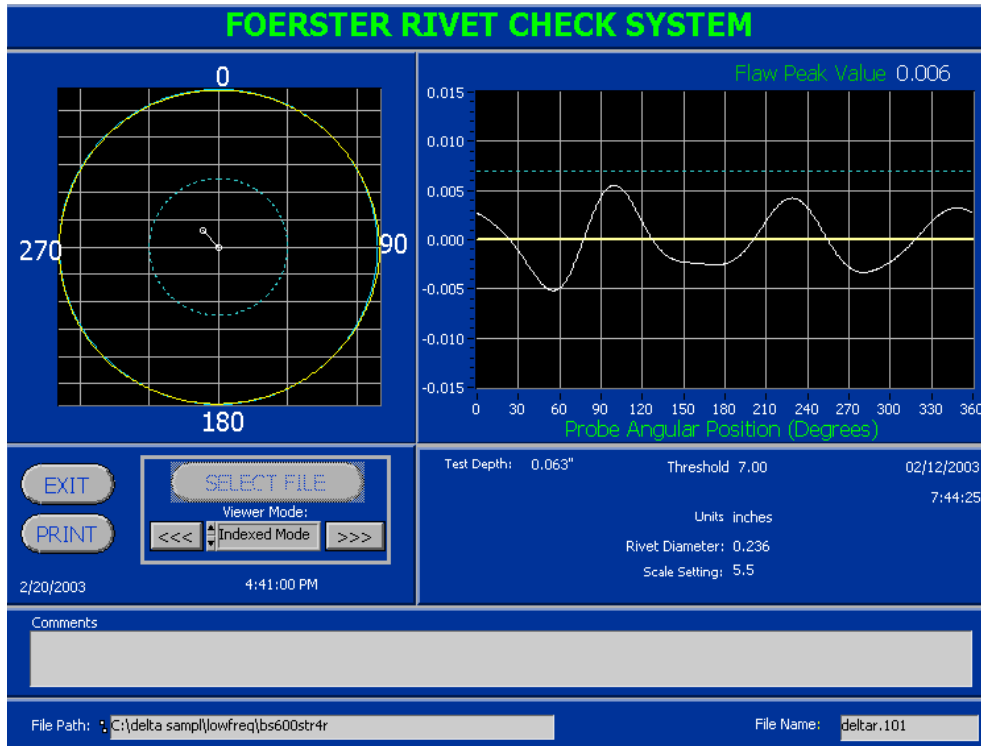 FOERSTER RIVET CHECK SYSTEM
0
270
90
180
Flaw Peak Value 0.006
0.015
0.010
0.005
0.000
-0.005
-0.010
-0.015
0 30 60 90 120 150 180 210 240 270 300 330 360
Probe Angular Position (Degrees)
EXIT
PRINT
SELECT FILE
Viewer Mode:
<<< Indexed Mode >>>
2/20/2003 4:41:00 PM
Test Depth: 0.063" Threshold 7.00 02/12/2003
7:44:25
Units inches
Rivet Diameter: 0.236
Scale Setting: 5.5
Comments
File Path: C:\delta sampl\lowfreq\bs600str4r File Name: deltar.101